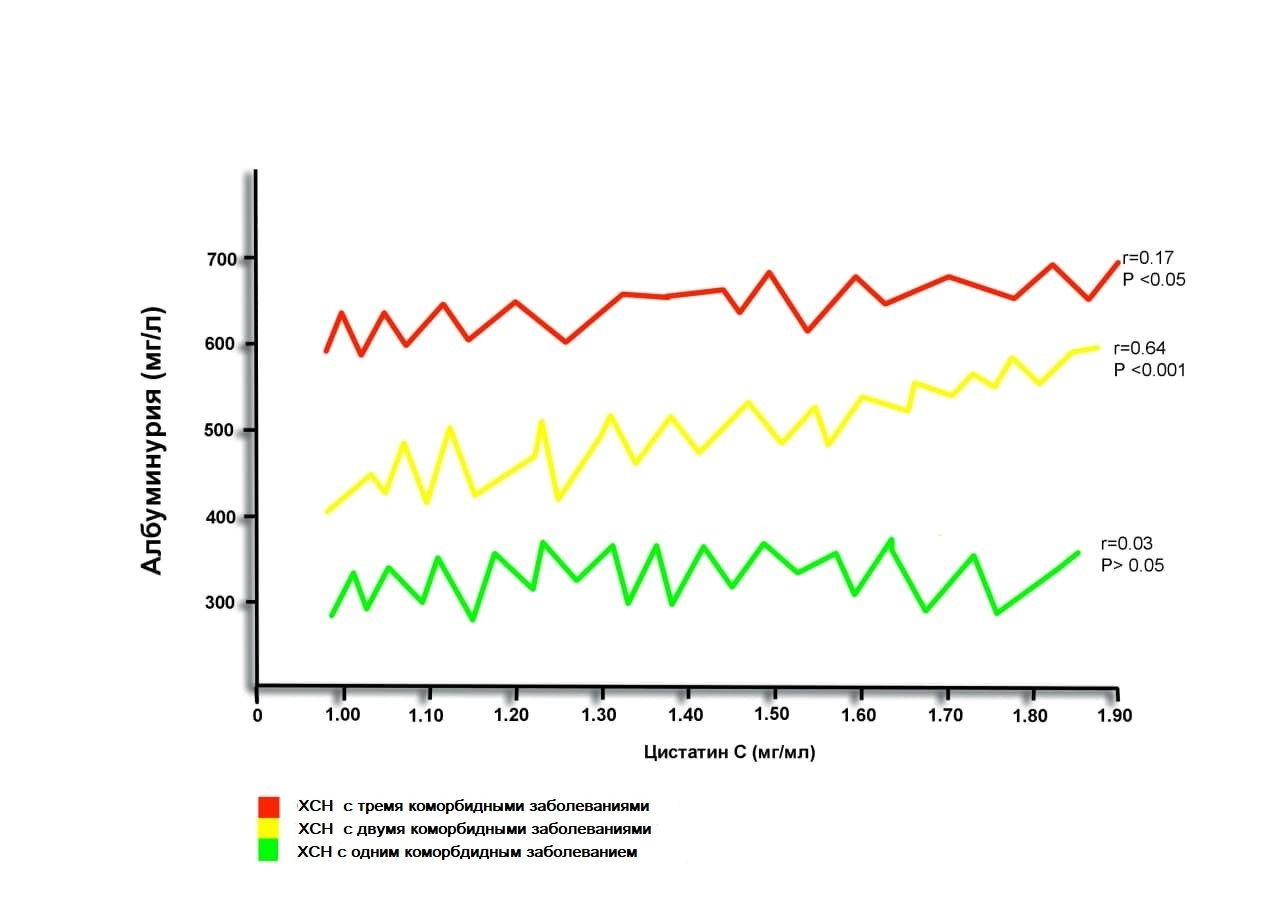 Албуминурия (мг/л)
700
600
500
400
300
r=0.17
P <0.05
r=0.64
P <0.001
r=0.03
P> 0.05
0 1.00 1.10 1.20 1.30 1.40 1.50 1.60 1.70 1.80 1.90
Цистатин С (мг/мл)
ХСН с тремя коморбидными заболеваниями
ХСН с двумя коморбидными заболеваниями
ХСН с одним коморбдидным заболеванием